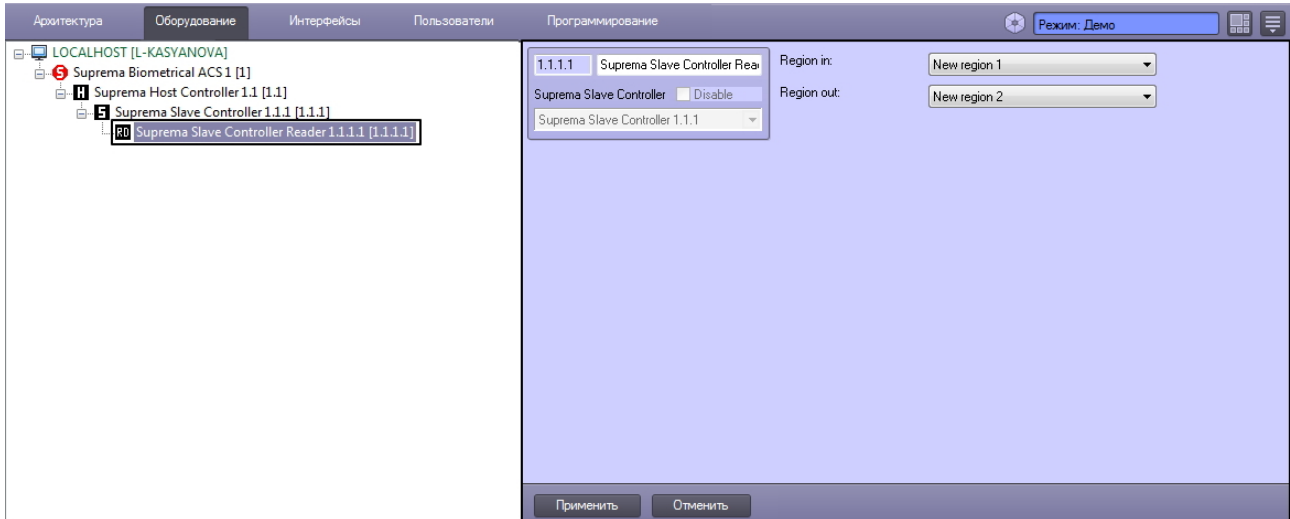 Архитектура Оборудование Интерфейсы Пользователи Программирование Режим: Демо
LOCALHOST [L-KASYANOVA]
Suprema Biometrical ACS 1 [1]
H Suprema Host Controller 1.1 [1.1]
S Suprema Slave Controller 1.1.1 [1.1.1]
RD Suprema Slave Controller Reader 1.1.1.1 [1.1.1.1]
1.1.1.1 Suprema Slave Controller Rea
Suprema Slave Controller Disable
Suprema Slave Controller 1.1.1
Region in: New region 1
Region out: New region 2
Применить Отменить